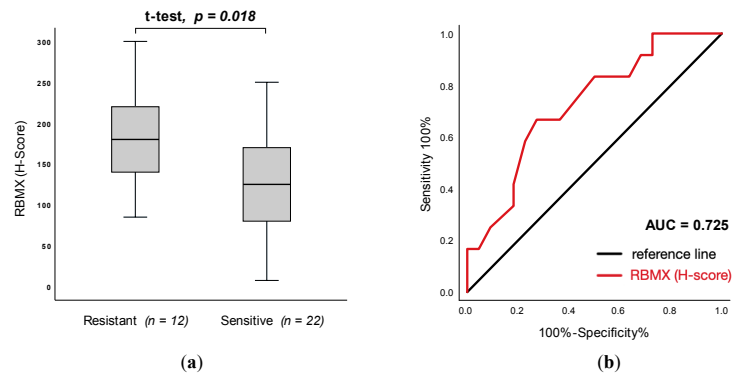 t-test, p = 0.018
300
250
200
150
100
50
0
RBMX (H-Score)
Resistant (n = 12) Sensitive (n = 22)
(a)
1.0
0.8
0.6
0.4
0.2
0.0
Sensitivity 100%
AUC = 0.725
reference line
RBMX (H-score)
0.0 0.2 0.4 0.6 0.8 1.0
100%-Specificity%
(b)